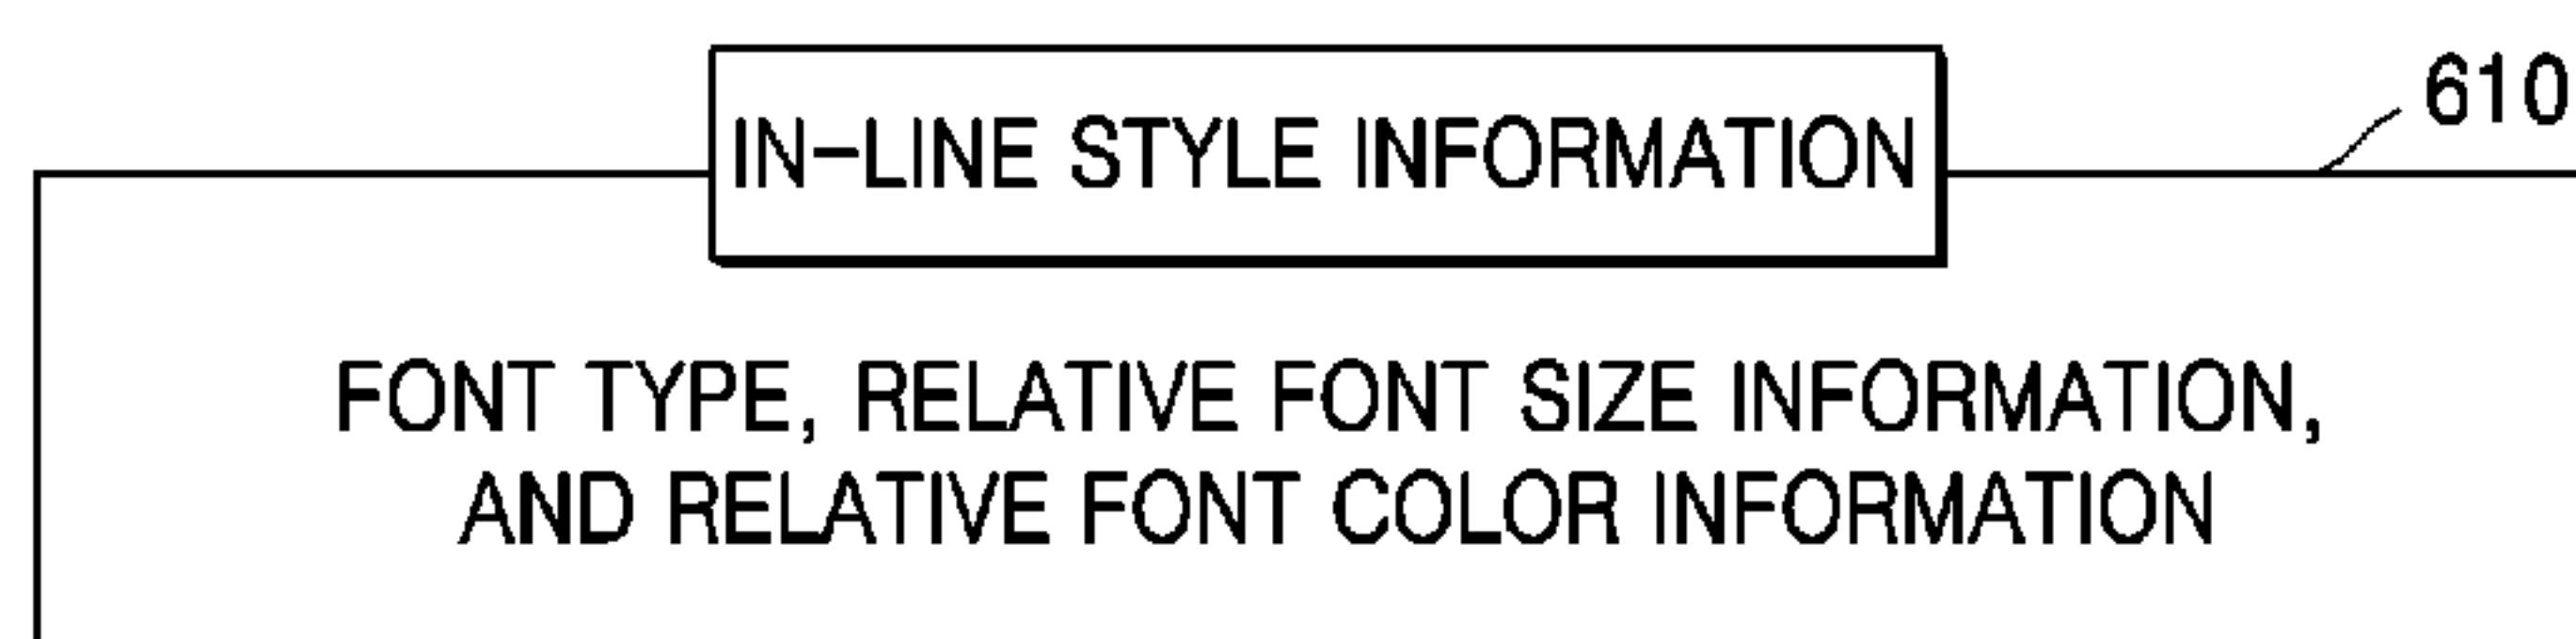 610
IN-LINE STYLE INFORMATION
FONT TYPE, RELATIVE FONT SIZE INFORMATION,
AND RELATIVE FONT COLOR INFORMATION